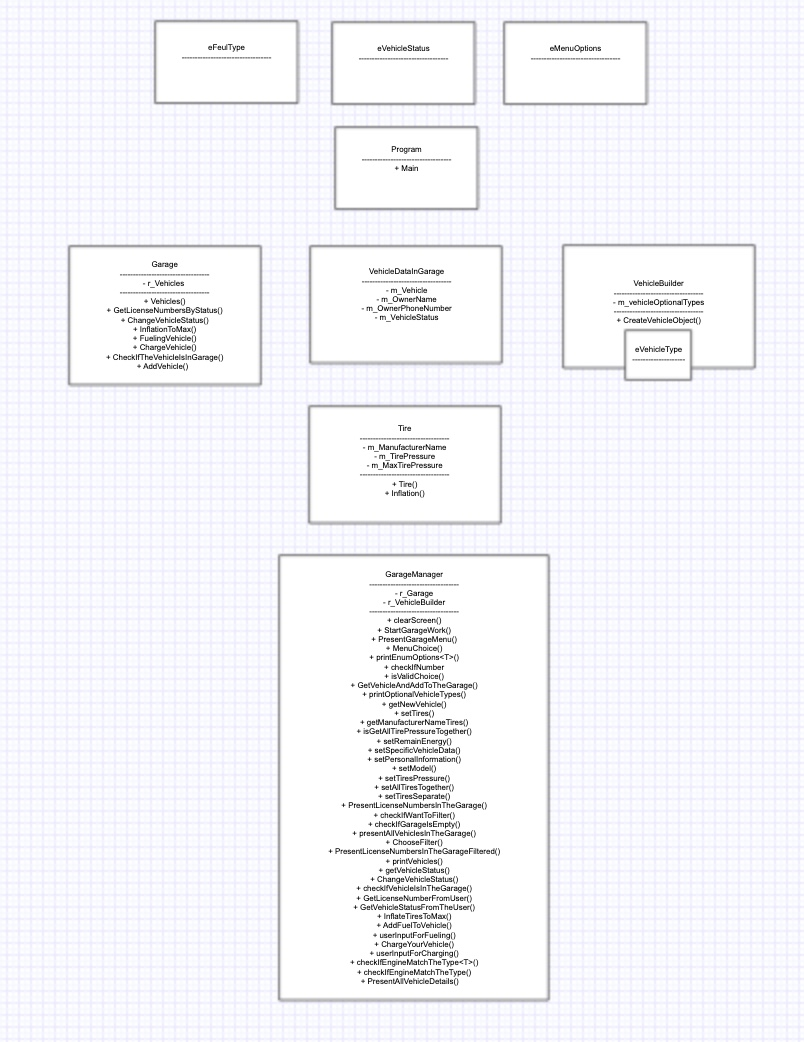 eFeulType
----------------------------------
eVehicleStatus
----------------------------------
eMenuOptions
----------------------------------
Program
----------------------------------
+ Main
Garage
----------------------------------
- r_Vehicles
----------------------------------
+ Vehicles()
+ GetLicenseNumbersByStatus()
+ ChangeVehicleStatus()
+ InflationToMax()
+ FuelingVehicle()
+ ChargeVehicle()
+ CheckIfTheVehicleIsInGarage()
+ AddVehicle()
VehicleDataInGarage
----------------------------------
- m_Vehicle
- m_OwnerName
- m_OwnerPhoneNumber
- m_VehicleStatus
VehicleBuilder
----------------------------------
- m_vehicleOptionalTypes
----------------------------------
+ CreateVehicleObject()
eVehicleType
--------------------
Tire
----------------------------------
- m_ManufacturerName
- m_TirePressure
- m_MaxTirePressure
----------------------------------
+ Tire()
+ Inflation()
GarageManager
----------------------------------
- r_Garage
- r_VehicleBuilder
----------------------------------
+ clearScreen()
+ StartGarageWork()
+ PresentGarageMenu()
+ MenuChoice()
+ printEnumOptions<T>()
+ checkIfNumber
+ isValidChoice()
+ GetVehicleAndAddToTheGarage()
+ printOptionalVehicleTypes()
+ getNewVehicle()
+ setTires()
+ getManufacturerNameTires()
+ isGetAllTirePressureTogether()
+ setRemainEnergy()
+ setSpecificVehicleData()
+ setPersonalInformation()
+ setModel()
+ setTiresPressure()
+ setAllTiresTogether()
+ setTiresSeparate()
+ PresentLicenseNumbersInTheGarage()
+ checkIfWantToFilter()
+ checkIfGarageIsEmpty()
+ presentAllVehiclesInTheGarage()
+ ChooseFilter()
+ PresentLicenseNumbersInTheGarageFiltered()
+ printVehicles()
+ getVehicleStatus()
+ ChangeVehicleStatus()
+ checkIfVehicleIsInTheGarage()
+ GetLicenseNumberFromUser()
+ GetVehicleStatusFromTheUser()
+ InflateTiresToMax()
+ AddFuelToVehicle()
+ userInputForFueling()
+ ChargeYourVehicle()
+ userInputForCharging()
+ checkIfEngineMatchTheType<T>()
+ checkIfEngineMatchTheType()
+ PresentAllVehicleDetails()